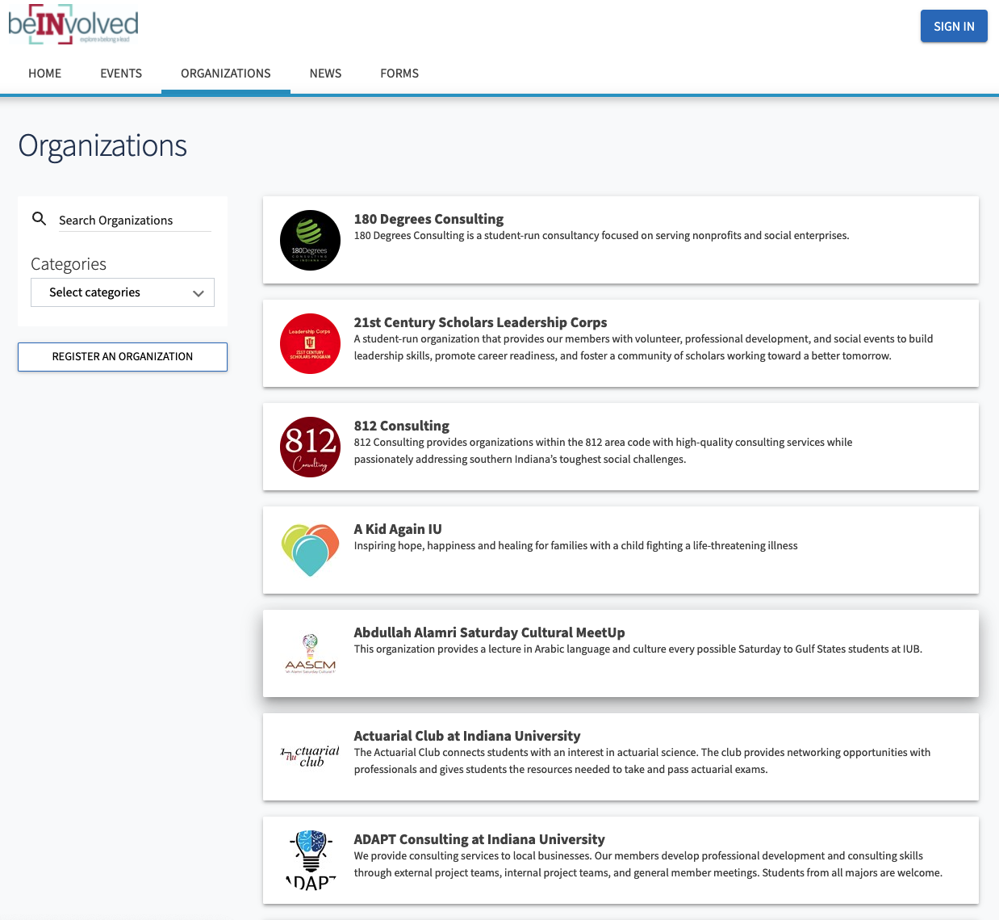 beINvolved
explore x belong x lead
SIGN IN
HOME
EVENTS
ORGANIZATIONS
NEWS
FORMS
Organizations
Search Organizations
Categories
Select categories
REGISTER AN ORGANIZATION
180Degrees
CONSULTING
INDIANA
180 Degrees Consulting
180 Degrees Consulting is a student-run consultancy focused on serving nonprofits and social enterprises.
Leadership Corps
21ST CENTURY
SCHOLARS PROGRAM
21st Century Scholars Leadership Corps
A student-run organization that provides our members with volunteer, professional development, and social events to build
leadership skills, promote career readiness, and foster a community of scholars working toward a better tomorrow.
812
Consulting
812 Consulting
812 Consulting provides organizations within the 812 area code with high-quality consulting services while
passionately addressing southern Indiana’s toughest social challenges.
A Kid Again IU
Inspiring hope, happiness and healing for families with a child fighting a life-threatening illness
AASCM
Alamri Saturday Cultural
Abdullah Alamri Saturday Cultural MeetUp
This organization provides a lecture in Arabic language and culture every possible Saturday to Gulf States students at IUB.
ctuarial
club
Actuarial Club at Indiana University
The Actuarial Club connects students with an interest in actuarial science. The club provides networking opportunities with
professionals and gives students the resources needed to take and pass actuarial exams.
ADAPT
ADAPT Consulting at Indiana University
We provide consulting services to local businesses. Our members develop professional development and consulting skills
through external project teams, internal project teams, and general member meetings. Students from all majors are welcome.